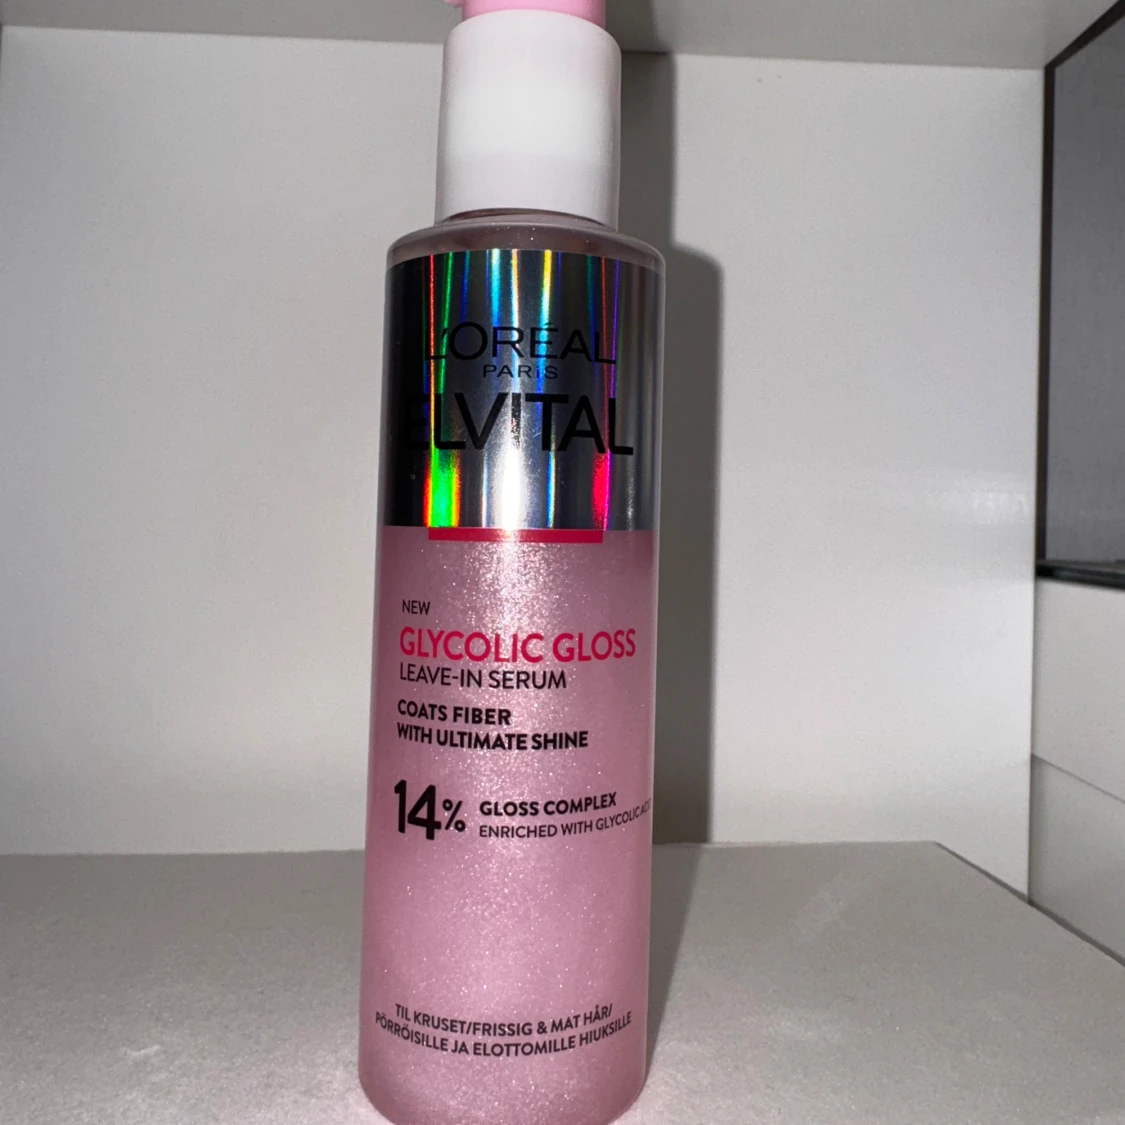 L'ORÉAL
PARIS
ELVITAL
NEW
GLYCOLIC GLOSS
LEAVE-IN SERUM
COATS FIBER
WITH ULTIMATE SHINE
14% GLOSS COMPLEX
ENRICHED WITH GLYCOLIC ACID
TIL KRUSET/FRISSIG & MAT HÅR/
PÖRRÖISILLE JA ELOTTOMILLE HIUKSILLE